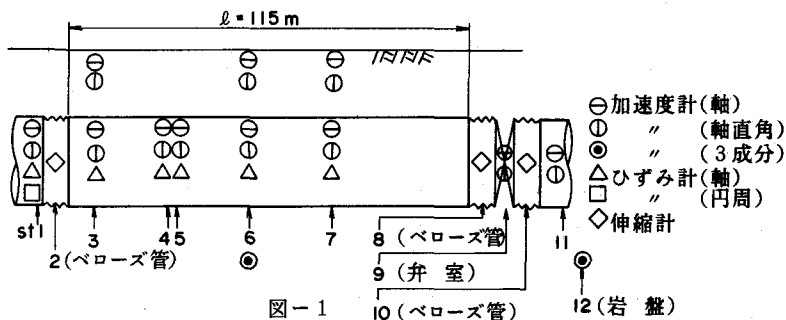 ℓ = 115 m
加速度計(軸)
〃 (軸直角)
〃 (3成分)
ひずみ計(軸)
〃 (円周)
伸縮計
st1
2(ベローズ管)
3
4 5
6
7
8 (ベローズ管)
9 (弁 室)
10(ベローズ管)
11
12(岩 盤)
図-1